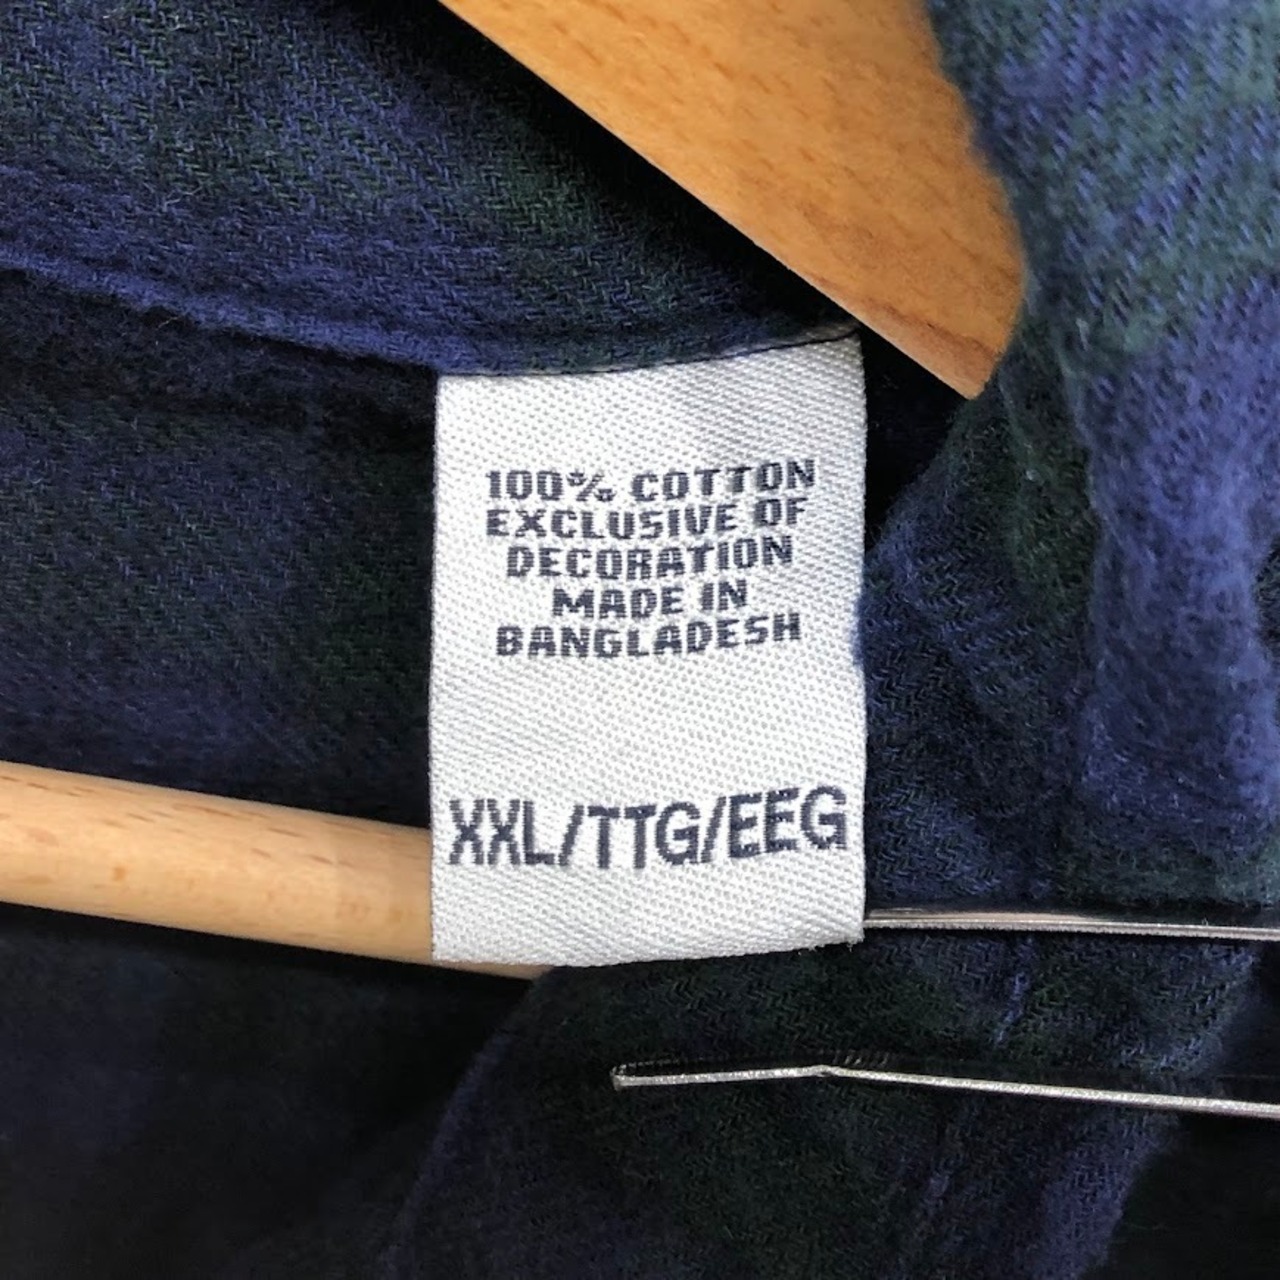 100% COTTON
EXCLUSIVE OF
DECORATION
MADE IN
BANGLADESH
XXL/TTG/EEG